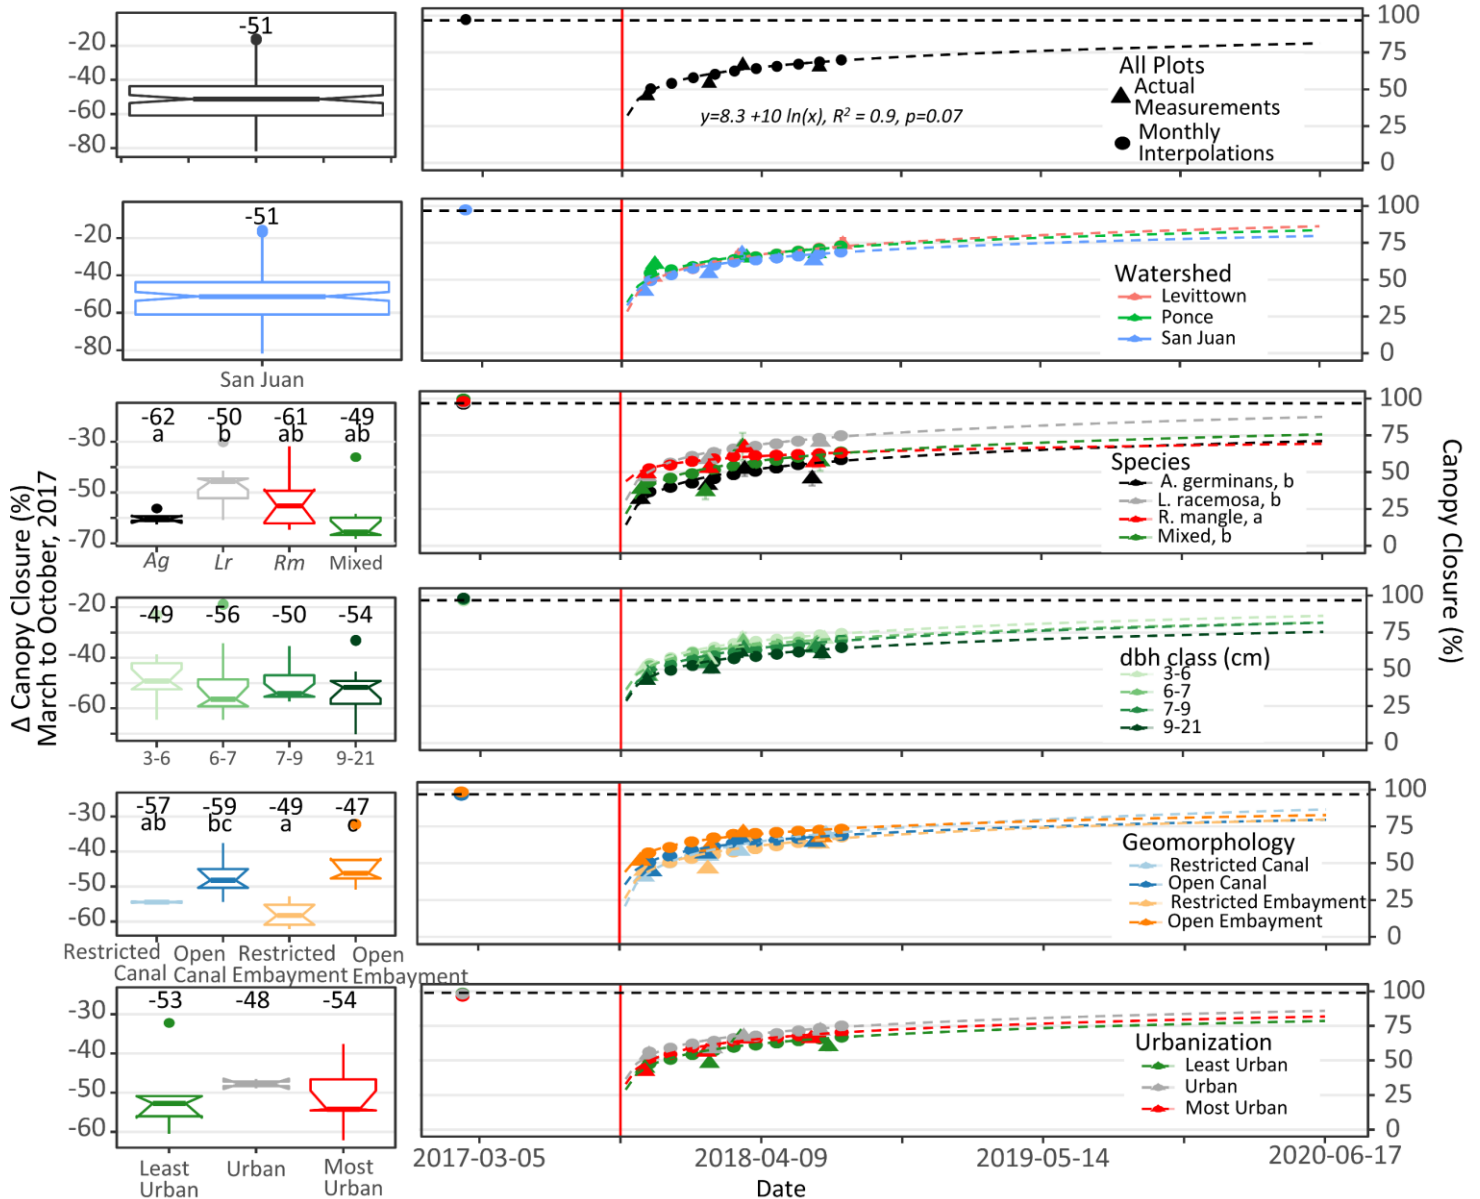 -51
-20
-40
-60
-80
100
75
50
25
0
All Plots
Actual
Measurements
Monthly
Interpolations
y=8.3 +10 ln(x), R² = 0.9, p=0.07
-51
-20
-40
-60
-80
San Juan
100
75
50
25
0
Watershed
Levittown
Ponce
San Juan
-62 -50 -61 -49
a b ab ab
-30
-50
-70
Ag Lr Rm Mixed
100
75
50
25
0
Species
A. germinans, b
L. racemosa, b
R. mangle, a
Mixed, b
Δ Canopy Closure (%)
March to October, 2017
Canopy Closure (%)
-20
-40
-60
-49 -56 -50 -54
3-6 6-7 7-9 9-21
100
75
50
25
0
dbh class (cm)
3-6
6-7
7-9
9-21
-57 -59 -49 -47
ab bc a c
-30
-40
-50
-60
Restricted Open Restricted Open
Canal Canal Embayment Embayment
100
75
50
25
0
Geomorphology
Restricted Canal
Open Canal
Restricted Embayment
Open Embayment
-53 -48 -54
-30
-40
-50
-60
Least Urban Most
Urban Urban
100
75
50
25
0
Urbanization
Least Urban
Urban
Most Urban
2017-03-05 2018-04-09 2019-05-14 2020-06-17
Date